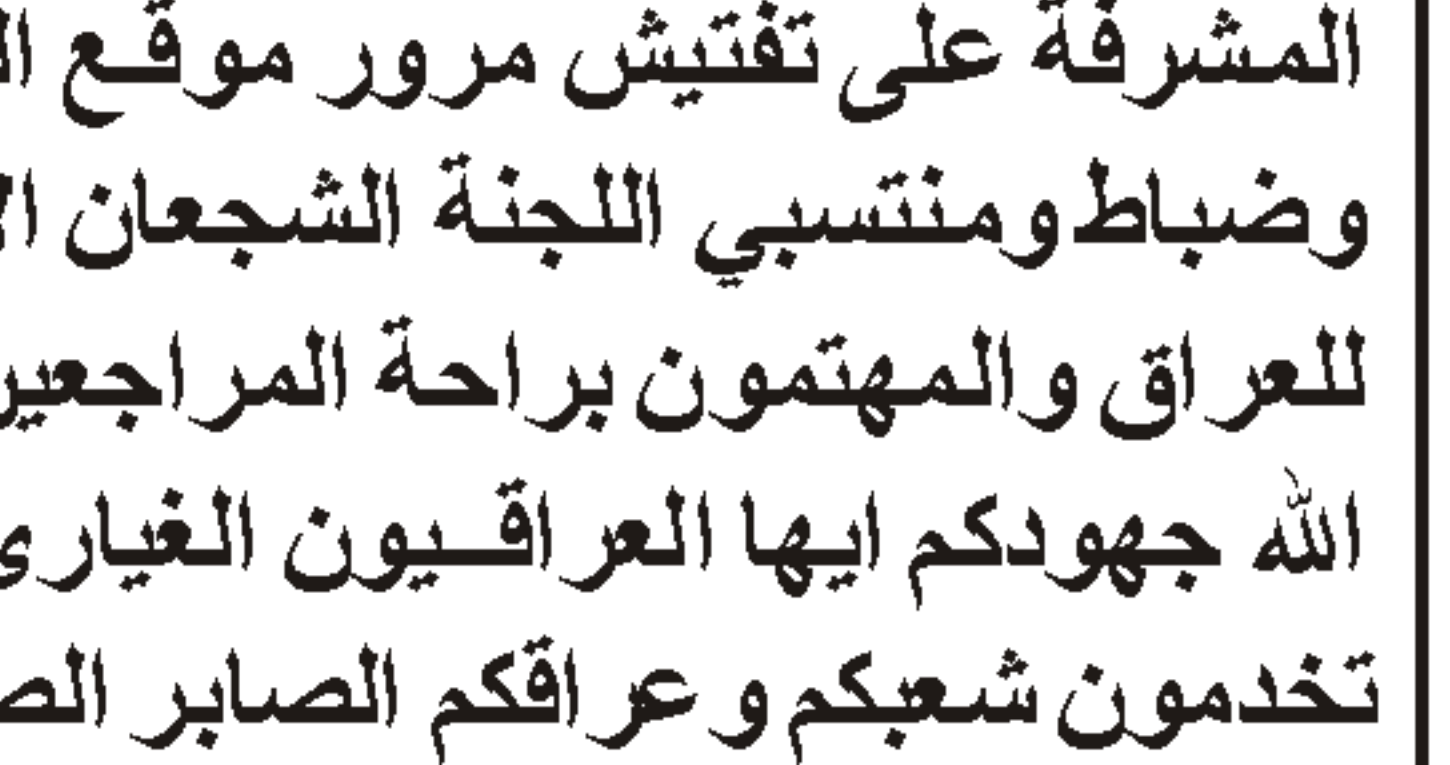 المشرفة على تفتيش مرور موقع
وضباط ومنتسبي اللجنة الشجعان
للعراق والمهتمون براحة المراجعين
الله جهودكم ايها العراقيون الغيارى
تخدمون شعبكم وعراقكم الصابر